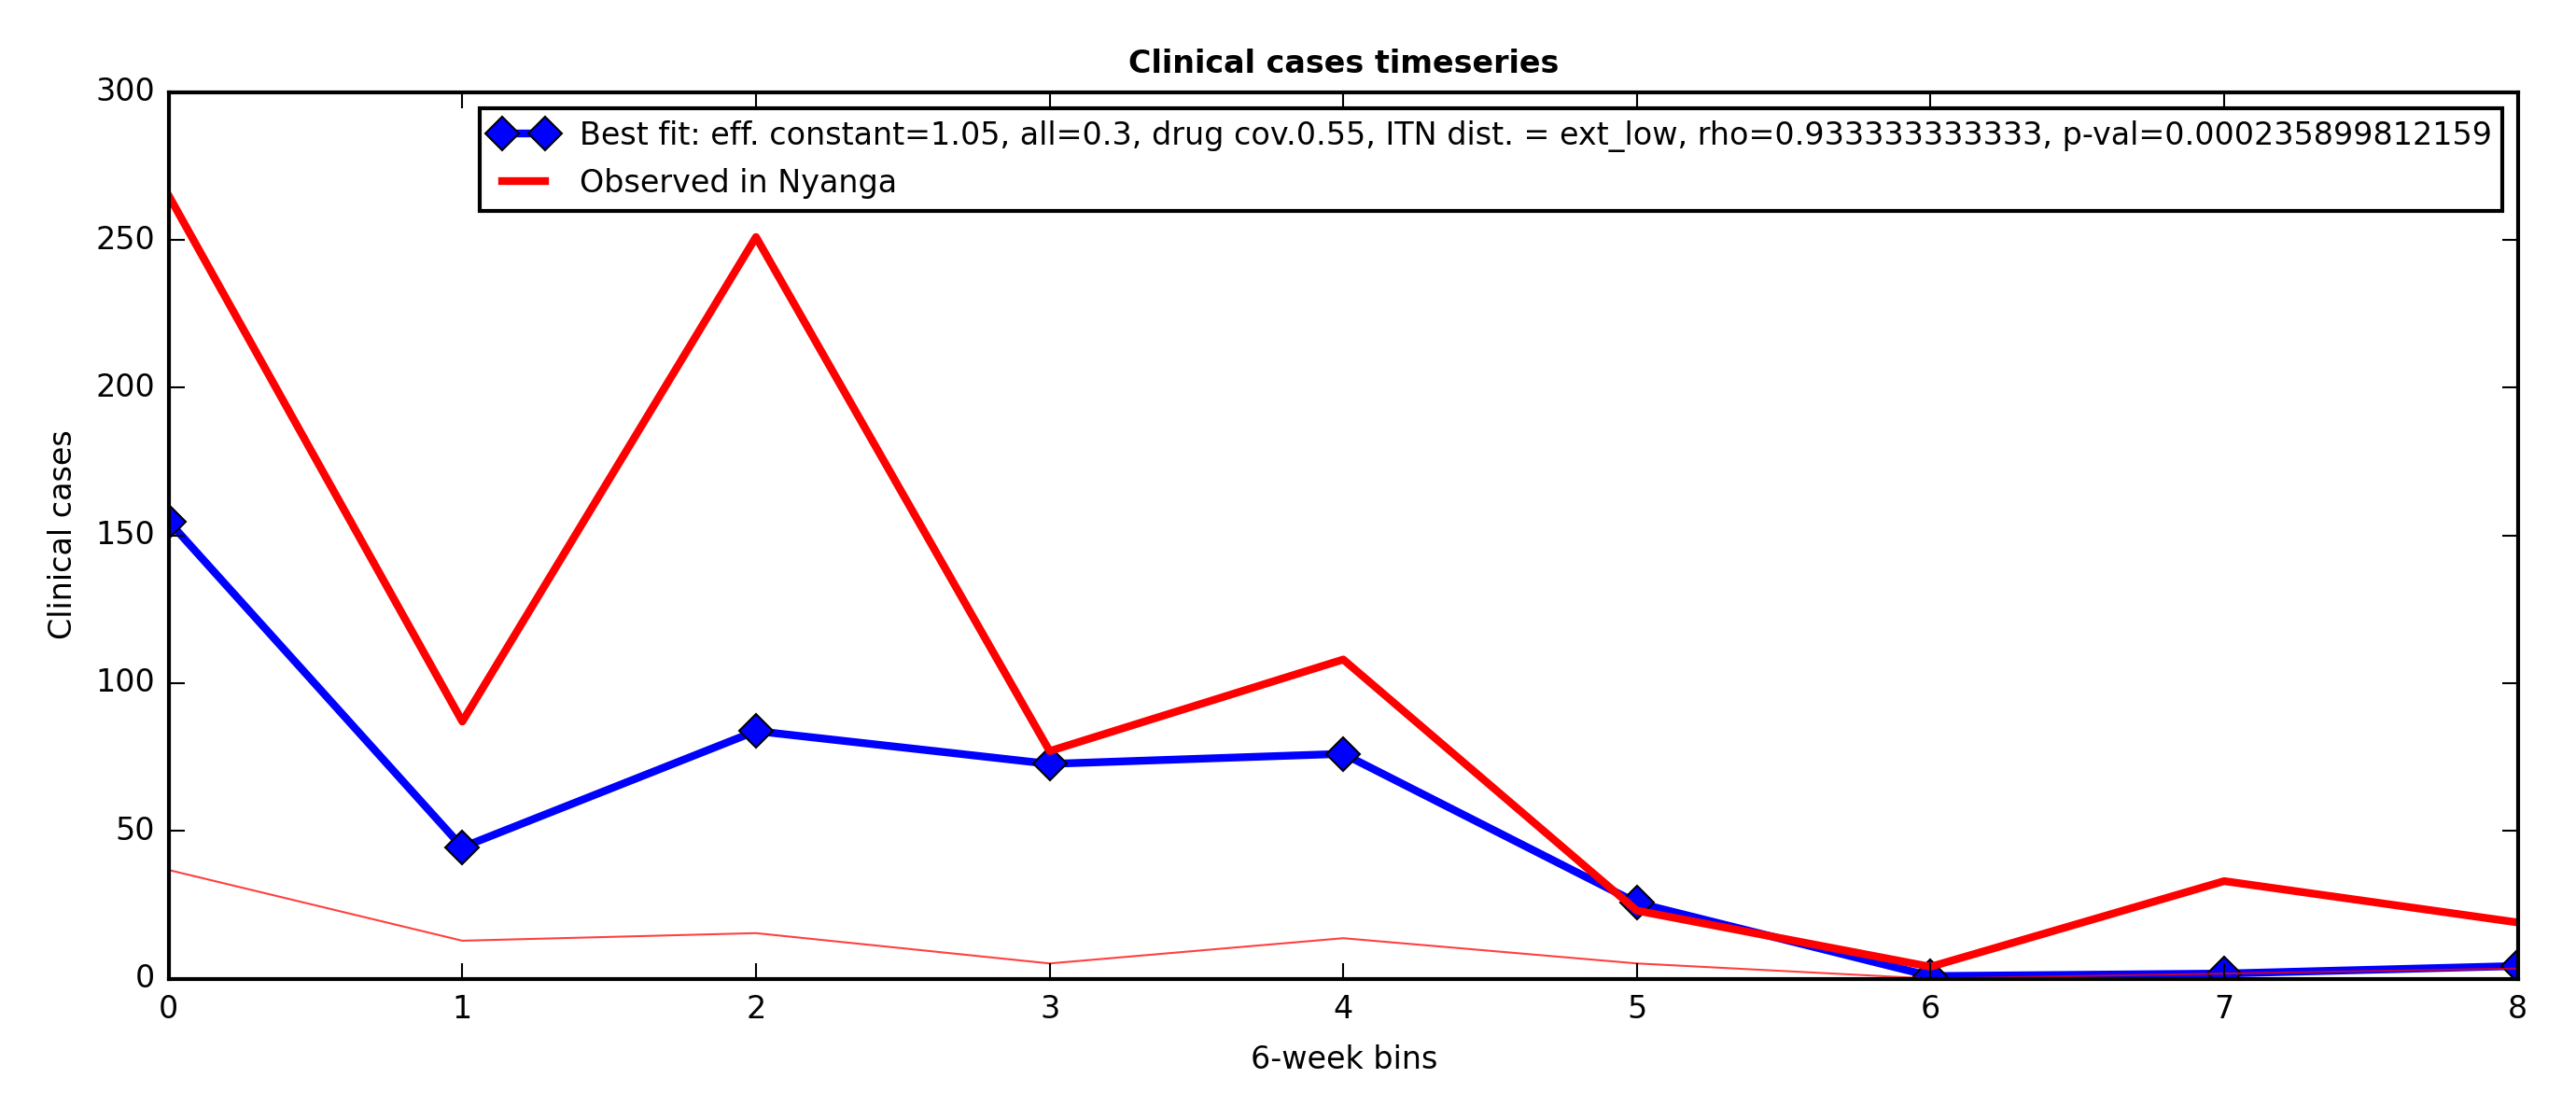 Clinical cases timeseries
300
250
200
150
100
50
0
Clinical cases
Best fit: eff. constant=1.05, all=0.3, drug cov.0.55, ITN dist. = ext_low, rho=0.933333333333, p-val=0.000235899812159
Observed in Nyanga
0 1 2 3 4 5 6 7 8
6-week bins